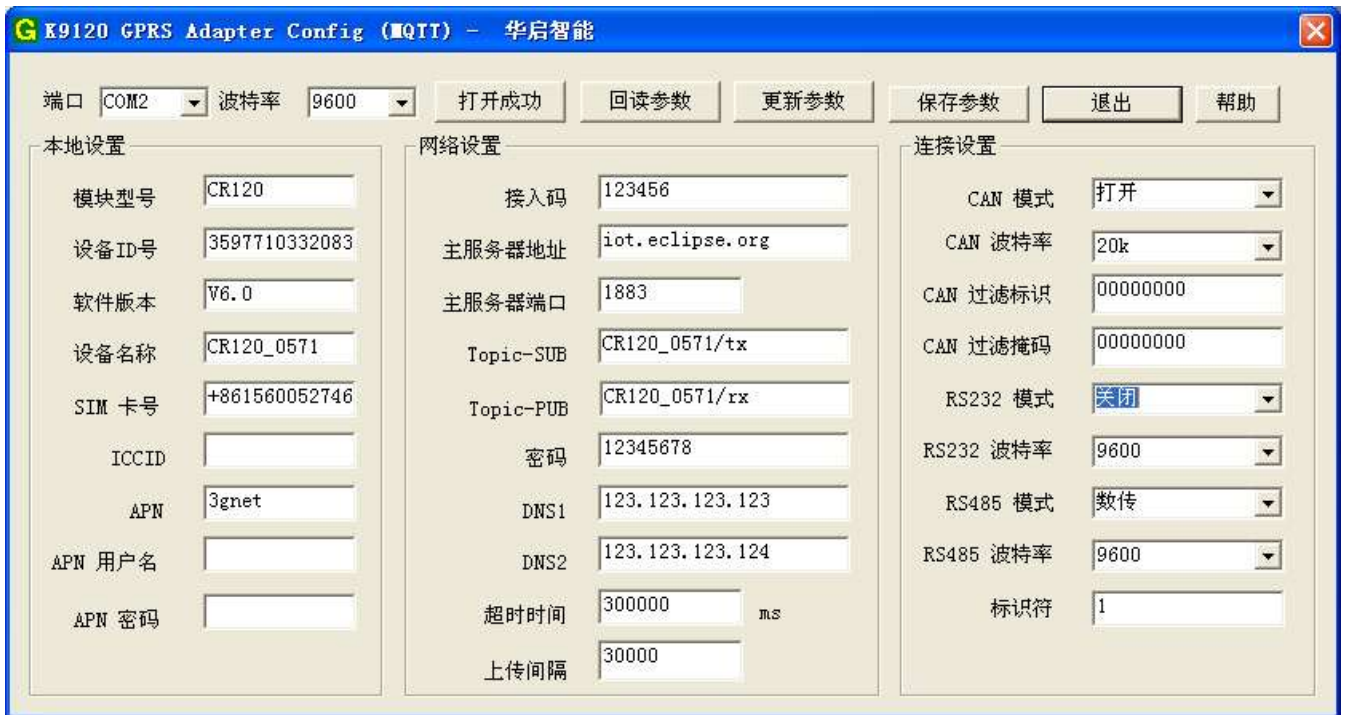 K9120 GPRS Adapter Config (MQTT) - 华启智能
端口 COM2 波特率 9600 打开成功 回读参数 更新参数 保存参数 退出 帮助
本地设置
模块型号 CR120
设备ID号 3597710332083
软件版本 V6.0
设备名称 CR120_0571
SIM 卡号 +861560052746
ICCID
APN 3gnet
APN 用户名
APN 密码
网络设置
接入码 123456
主服务器地址 iot.eclipse.org
主服务器端口 1883
Topic-SUB CR120_0571/tx
Topic-PUB CR120_0571/rx
密码 12345678
DNS1 123.123.123.123
DNS2 123.123.123.124
超时时间 300000 ms
上传间隔 30000
连接设置
CAN 模式 打开
CAN 波特率 20k
CAN 过滤标识 00000000
CAN 过滤掩码 00000000
RS232 模式 关闭
RS232 波特率 9600
RS485 模式 数传
RS485 波特率 9600
标识符 1